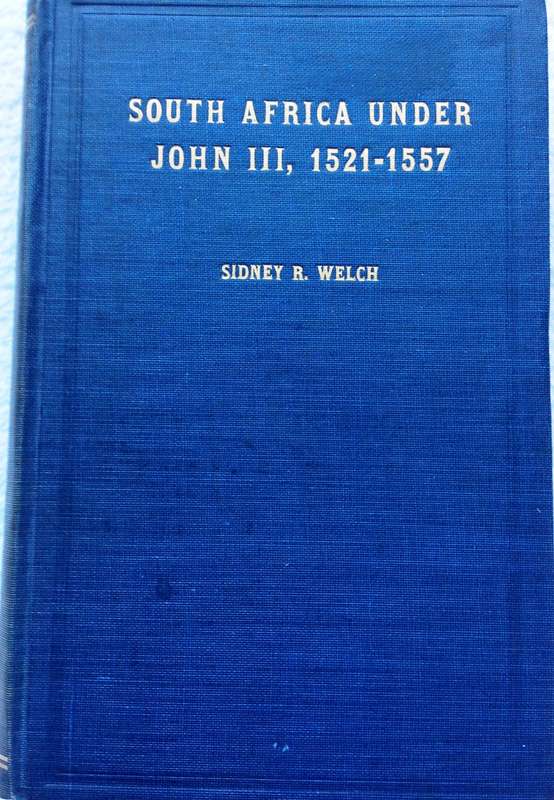 SOUTH AFRICA UNDER
JOHN III, 1521-1557
SIDNEY R. WELCH